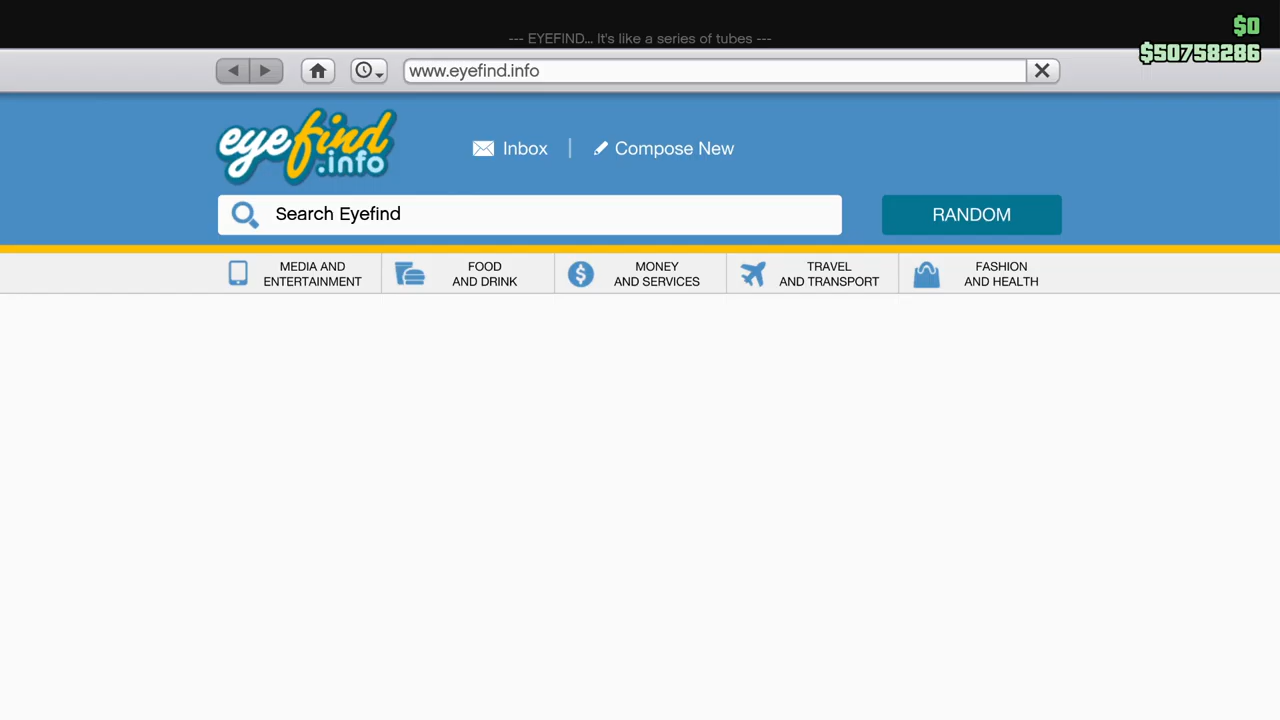 $0
--- EYEFIND... It's like a series of tubes ---
$50758286
www.eyefind.info
eyefind
.info
Inbox
Compose New
Search Eyefind
RANDOM
MEDIA AND
ENTERTAINMENT
FOOD
AND DRINK
MONEY
AND SERVICES
TRAVEL
AND TRANSPORT
FASHION
AND HEALTH